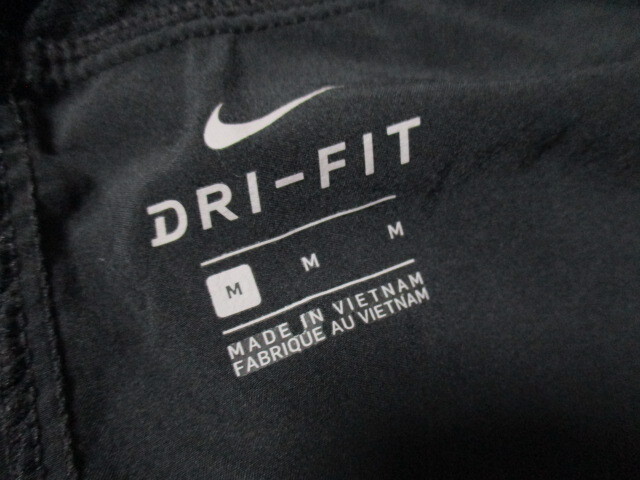 DRI-FIT
M M M
MADE IN VIETNAM
FABRIQUE AU VIETNAM